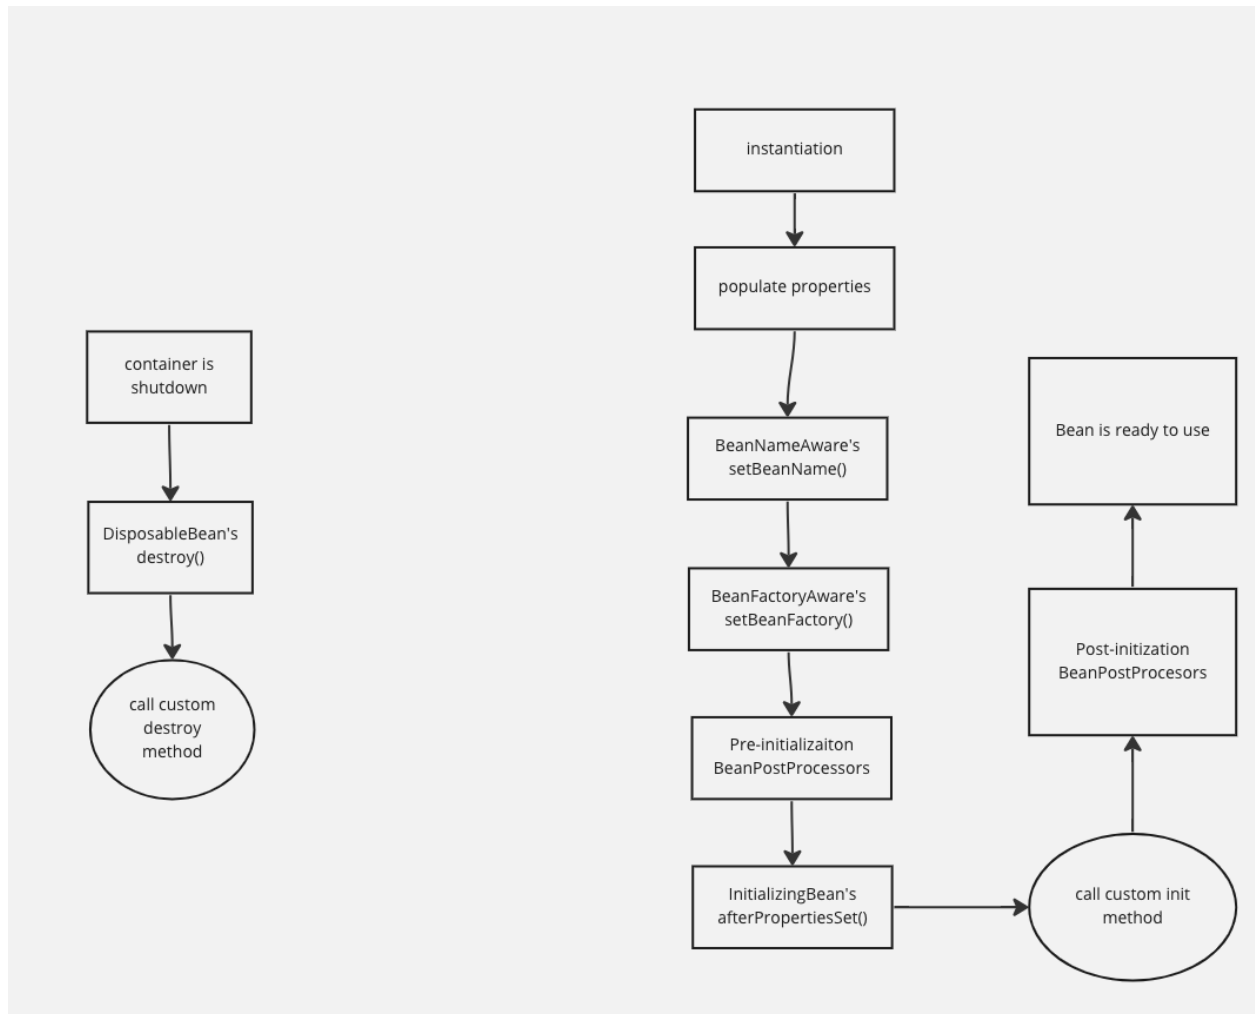 container is
shutdown
DisposableBean's
destroy()
call custom
destroy
method
instantiation
populate properties
BeanNameAware's
setBeanName()
BeanFactoryAware's
setBeanFactory()
Pre-initializaiton
BeanPostProcessors
InitializingBean's
afterPropertiesSet()
call custom init
method
Post-initization
BeanPostProcesors
Bean is ready to use